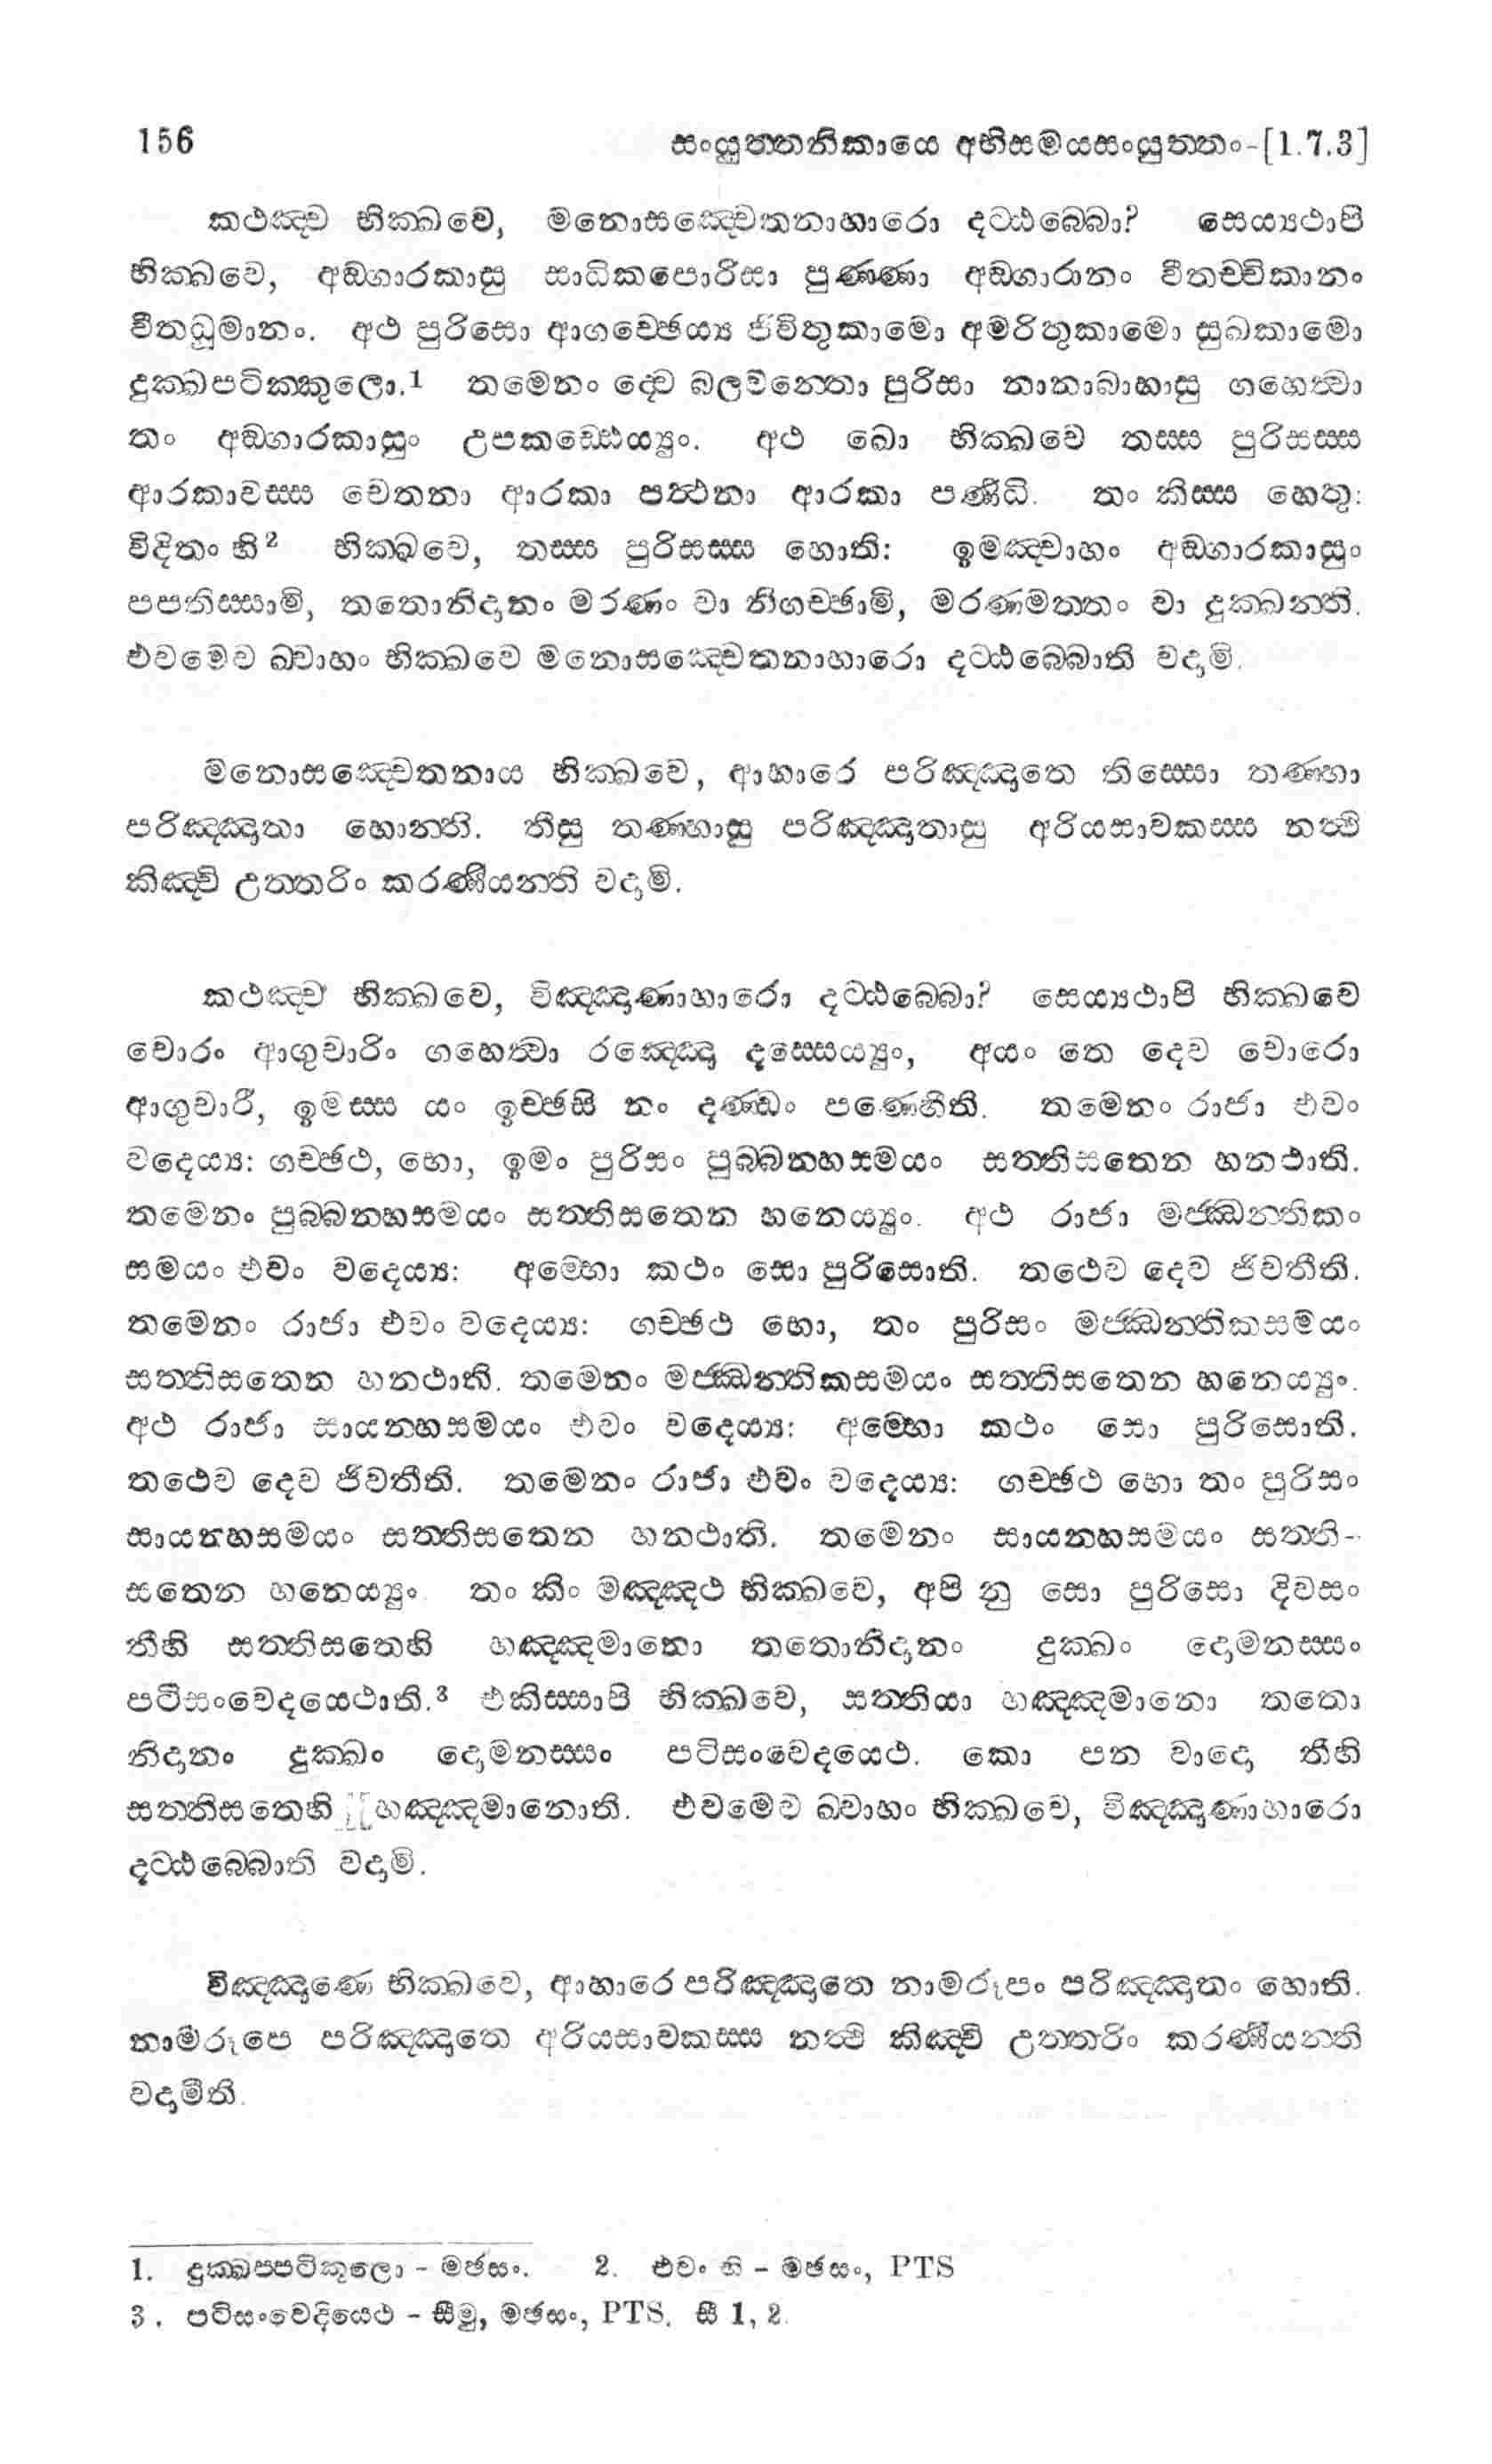 156 සංයුත්තනිකායෙ අභිසමයසංයුත්තං-[1.7.3]
කථඤ්ච භික්ඛවෙ, මනොසඤ්චෙතනාහාරො දට්ඨබ්බො? සෙය්‍යථාපි
භික්ඛවෙ, අඞ්ගාරකාසු සාධිකපොරිසා පුණ්ණා අඞ්ගාරානං වීතච්චිකානං
වීතධූමානං. අථ පුරිසො ආගච්ඡෙය්‍ය ජීවිතුකාමො අමරිතුකාමො සුඛකාමො
දුක්ඛපටික්කුලො.1 තමෙනං ද්වෙ බලවන්තො පුරිසා නානාබාහාසු ගහෙත්වා
තං අඞ්ගාරකාසුං උපකඩ්ඪෙය්‍යුං. අථ ඛො භික්ඛවෙ තස්ස පුරිසස්ස
ආරකාවස්ස චෙතනා ආරකා පත්‍ථනා ආරකා පණිධි. තං කිස්ස හෙතු:
විදිතං හි2 භික්ඛවෙ, තස්ස පුරිසස්ස හොති: ඉමඤ්චාහං අඞ්ගාරකාසුං
පපතිස්සාමි, තතොනිදානං මරණං වා නිගච්ඡාමි, මරණමත්තං වා දුක්ඛන්ති.
එවමෙව ඛ්වාහං භික්ඛවෙ මනොසඤ්චෙතනාහාරො දට්ඨබ්බොති වදාමි.
මනොසඤ්චෙතනාය භික්ඛවෙ, ආහාරෙ පරිඤ්ඤාතෙ තිස්සො තණ්හා
පරිඤ්ඤාතා හොන්ති. තීසු තණ්හාසු පරිඤ්ඤාතාසු අරියසාවකස්ස නත්‍ථි
කිඤ්චි උත්තරිං කරණීයන්ති වදාමි.
කථඤ්ච භික්ඛවෙ, විඤ්ඤාණාහාරො දට්ඨබ්බො? සෙය්‍යථාපි භික්ඛවෙ
චොරං ආගුචාරිං ගහෙත්වා රඤ්ඤො දස්සෙය්‍යුං, අයං තෙ දෙව චොරො
ආගුචාරී, ඉමස්ස යං ඉච්ඡසි තං දණ්ඩං පණෙහීති. තමෙනං රාජා එවං
වදෙය්‍ය: ගච්ඡථ, භො, ඉමං පුරිසං පුබ්බන්හසමයං සත්තිසතෙන හනථාති.
තමෙනං පුබ්බන්හසමයං සත්තිසතෙන හනෙය්‍යුං. අථ රාජා මජ්ඣන්තිකං
සමයං එවං වදෙය්‍ය: අම්භො කථං සො පුරිසොති. තථෙව දෙව ජීවතීති.
තමෙනං රාජා එවං වදෙය්‍ය: ගච්ඡථ භො, තං පුරිසං මජ්ඣන්තිකසමයං
සත්තිසතෙන හනථාති. තමෙනං මජ්ඣන්තිකසමයං සත්තිසතෙන හනෙය්‍යුං.
අථ රාජා සායන්හසමයං එවං වදෙය්‍ය: අම්භො කථං සො පුරිසොති.
තථෙව දෙව ජීවතීති. තමෙනං රාජා එවං වදෙය්‍ය: ගච්ඡථ භො තං පුරිසං
සායන්හසමයං සත්තිසතෙන හනථාති. තමෙනං සායන්හසමයං සත්ති-
සතෙන හනෙය්‍යුං. තං කිං මඤ්ඤථ භික්ඛවෙ, අපි නු සො පුරිසො දිවසං
තීහි සත්තිසතෙහි හඤ්ඤමානො තතොනිදානං දුක්ඛං දොමනස්සං
පටිසංවෙදයෙථාති.3 එකිස්සාපි භික්ඛවෙ, සත්තියා හඤ්ඤමානො තතො
නිදානං දුක්ඛං දොමනස්සං පටිසංවෙදයෙථ. කො පන වාදො තීහි
සත්තිසතෙහි හඤ්ඤමානොති. එවමෙව ඛ්වාහං භික්ඛවෙ, විඤ්ඤාණාහාරො
දට්ඨබ්බොති වදාමි.
විඤ්ඤාණෙ භික්ඛවෙ, ආහාරෙ පරිඤ්ඤාතෙ නාමරූපං පරිඤ්ඤාතං හොති.
නාමරූපෙ පරිඤ්ඤාතෙ අරියසාවකස්ස නත්‍ථි කිඤ්චි උත්තරිං කරණීයන්ති
වදාමීති.
1. දුක්ඛප්පටිකූලො - මජසං. 2. එවං හි - මජසං, PTS
3. පටිසංවෙදියෙථ - සීමු, මජසං, PTS. සී 1, 2.